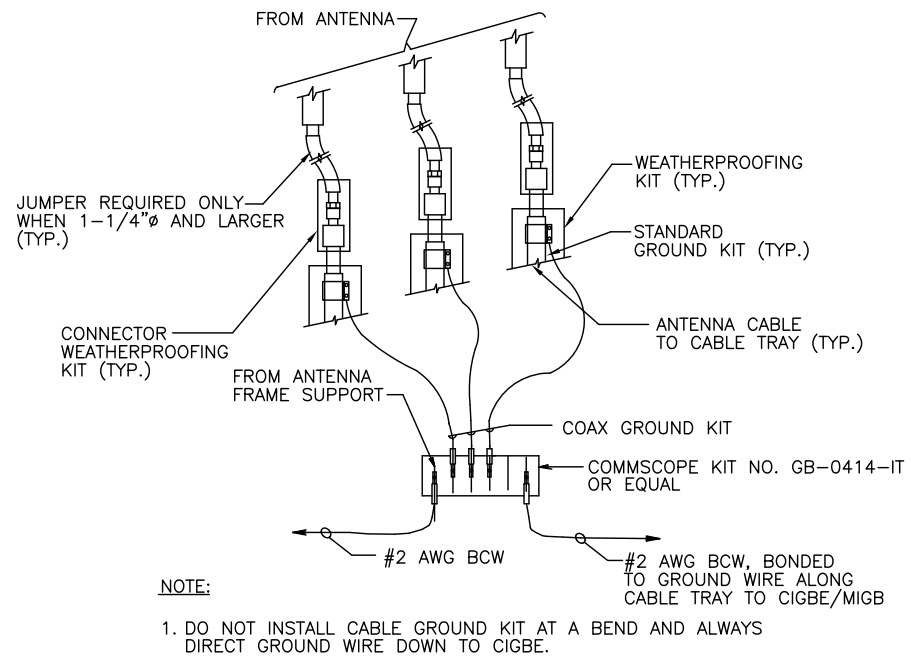 FROM ANTENNA
JUMPER REQUIRED ONLY
WHEN 1-1/4"ø AND LARGER
(TYP.)
WEATHERPROOFING
KIT (TYP.)
STANDARD
GROUND KIT (TYP.)
CONNECTOR
WEATHERPROOFING
KIT (TYP.)
ANTENNA CABLE
TO CABLE TRAY (TYP.)
FROM ANTENNA
FRAME SUPPORT
COAX GROUND KIT
COMMSCOPE KIT NO. GB-0414-IT
OR EQUAL
#2 AWG BCW
#2 AWG BCW, BONDED
TO GROUND WIRE ALONG
CABLE TRAY TO CIGBE/MIGB
NOTE:
1. DO NOT INSTALL CABLE GROUND KIT AT A BEND AND ALWAYS
DIRECT GROUND WIRE DOWN TO CIGBE.